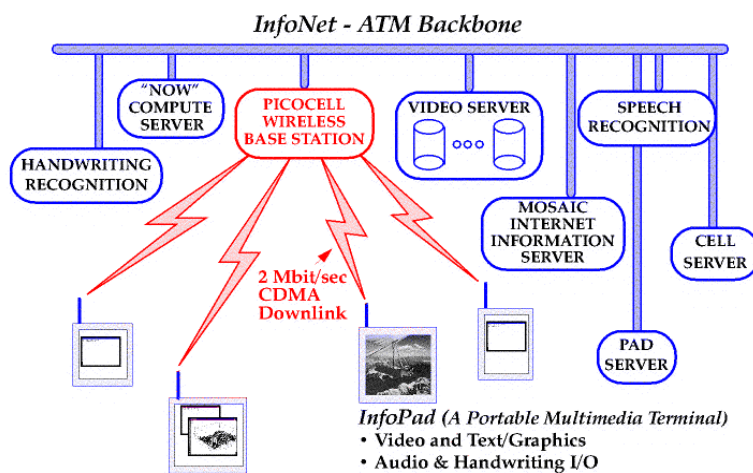 InfoNet - ATM Backbone
“NOW”
COMPUTE
SERVER
PICOCELL
WIRELESS
BASE STATION
VIDEO SERVER
SPEECH
RECOGNITION
HANDWRITING
RECOGNITION
MOSAIC
INTERNET
INFORMATION
SERVER
CELL
SERVER
2 Mbit/sec
CDMA
Downlink
PAD
SERVER
InfoPad (A Portable Multimedia Terminal)
• Video and Text/Graphics
• Audio & Handwriting I/O